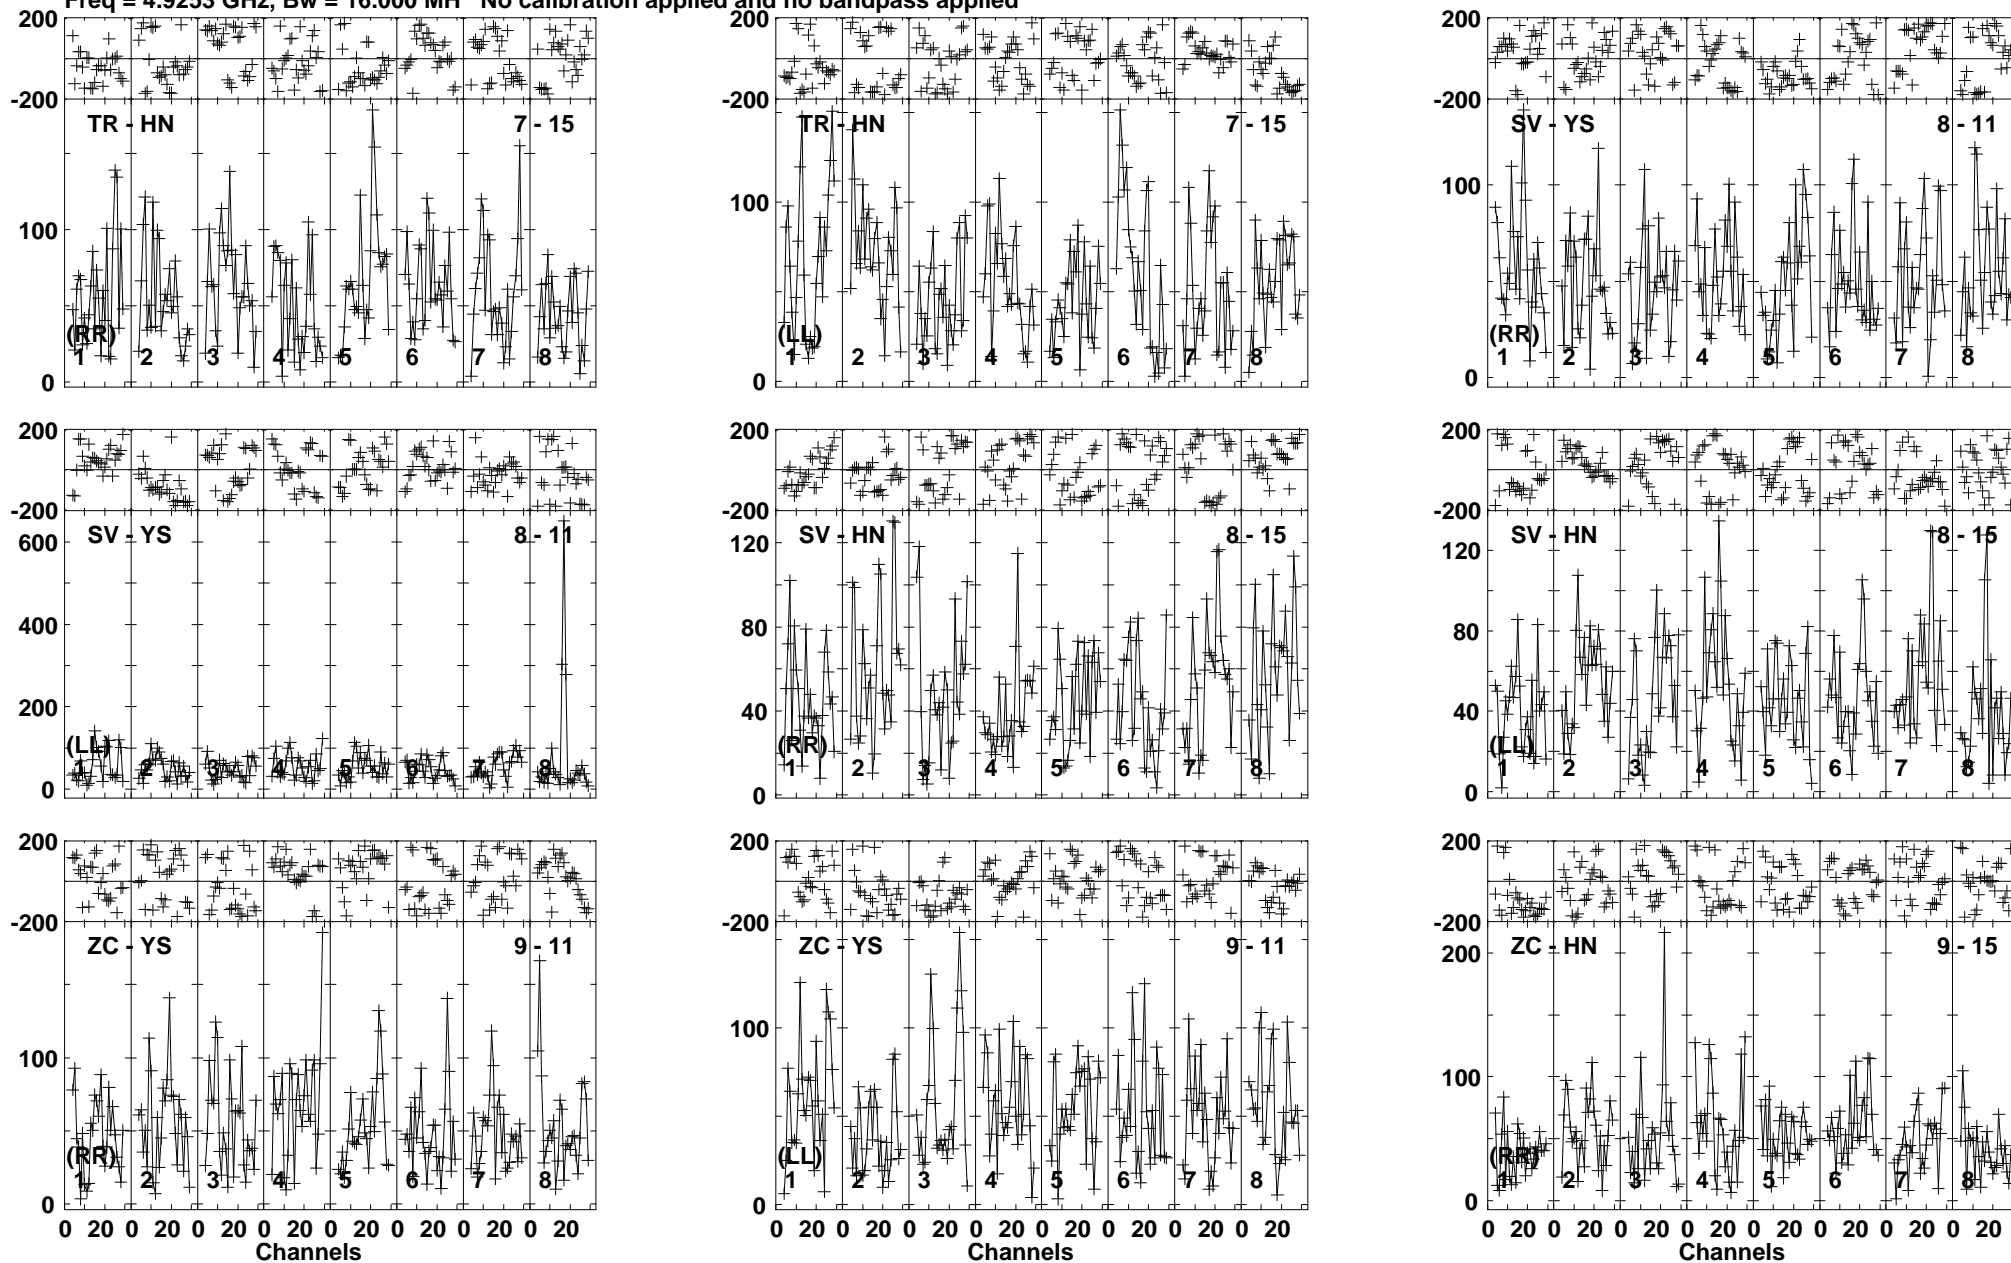 Freq = 4.9253 GHz, Bw = 16.000 MH No calibration applied and no bandpass applied
200
-200
TR - HN 7 - 15
100
0
(RR)
1 2 3 4 5 6 7 8
200
-200
TR - HN 7 - 15
100
0
(LL)
1 2 3 4 5 6 7 8
200
-200
SV - YS 8 - 11
100
0
(RR)
1 2 3 4 5 6 7 8
200
-200
SV - YS 8 - 11
600
400
200
0
(LL)
1 2 3 4 5 6 7 8
200
-200
SV - HN 8 - 15
120
80
40
0
(RR)
1 2 3 4 5 6 7 8
200
-200
SV - HN 8 - 15
120
80
40
0
(LL)
1 2 3 4 5 6 7 8
200
-200
ZC - YS 9 - 11
100
0
(RR)
1 2 3 4 5 6 7 8
0 20 0 20 0 20 0 20 0 20 0 20 0 20 0 20
Channels
200
-200
ZC - YS 9 - 11
100
0
(LL)
1 2 3 4 5 6 7 8
0 20 0 20 0 20 0 20 0 20 0 20 0 20 0 20
Channels
200
-200
ZC - HN 9 - 15
200
100
0
(RR)
1 2 3 4 5 6 7 8
0 20 0 20 0 20 0 20 0 20 0 20 0 20 0 20
Channels